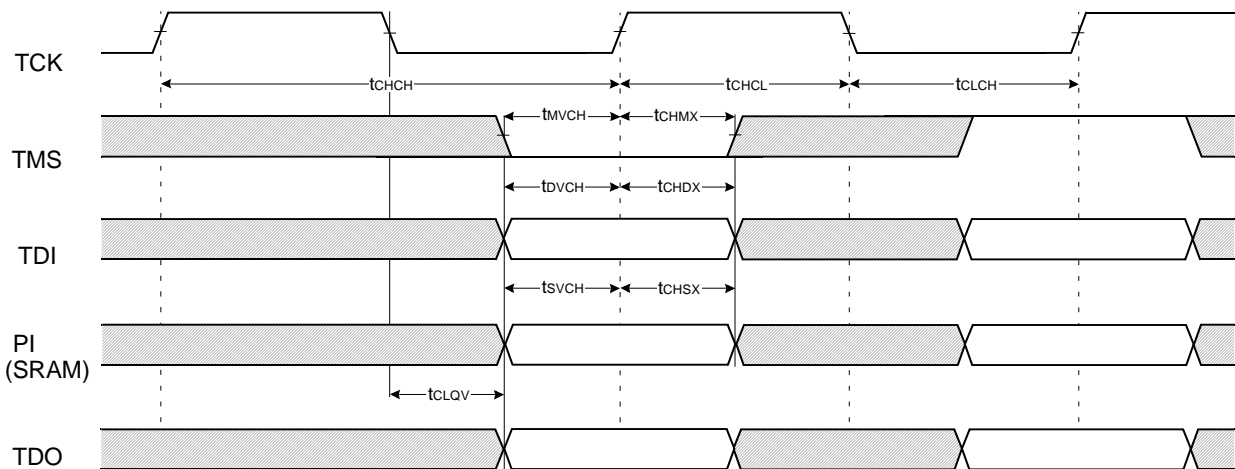 TCK
tCHCH
tCHCL
tCLCH
tMVCH
tCHMX
TMS
tDVCH
tCHDX
TDI
tSVCH
tCHSX
PI
(SRAM)
tCLQV
TDO